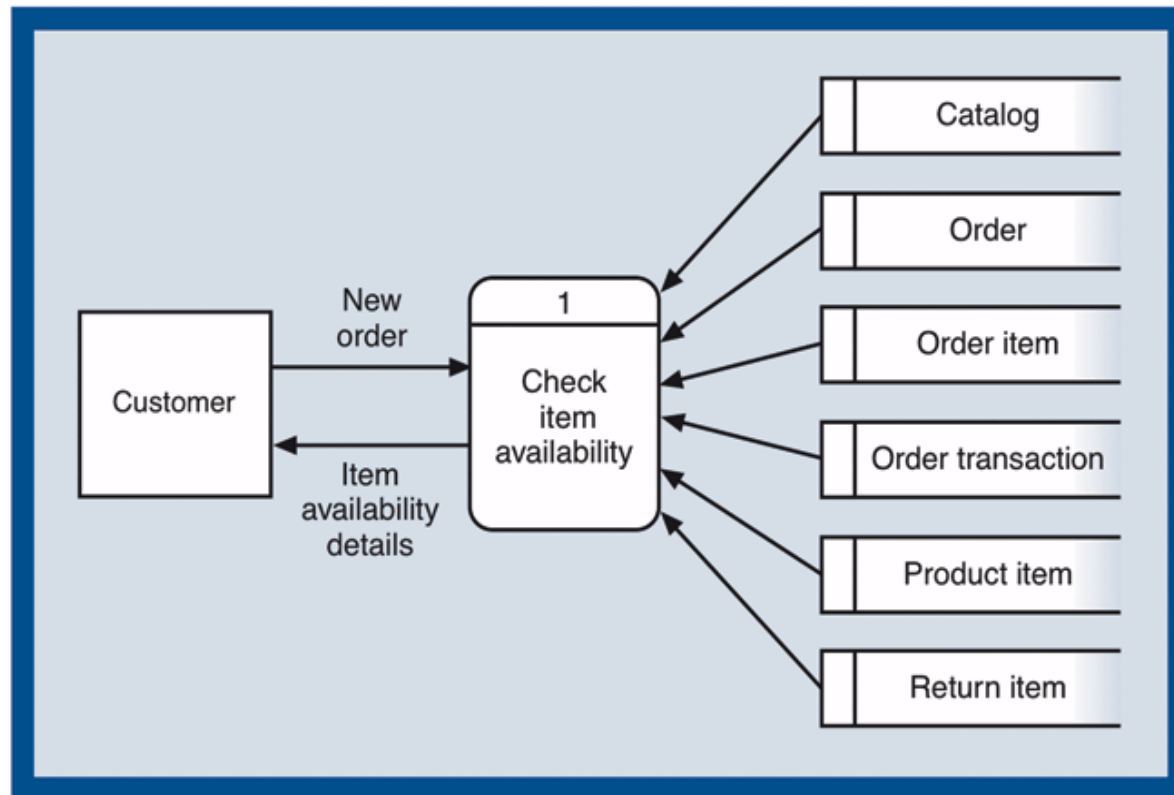 Catalog
Order
New
order
1
Order item
Check
item
availability
Customer
Order transaction
Item
availability
details
Product item
Return item